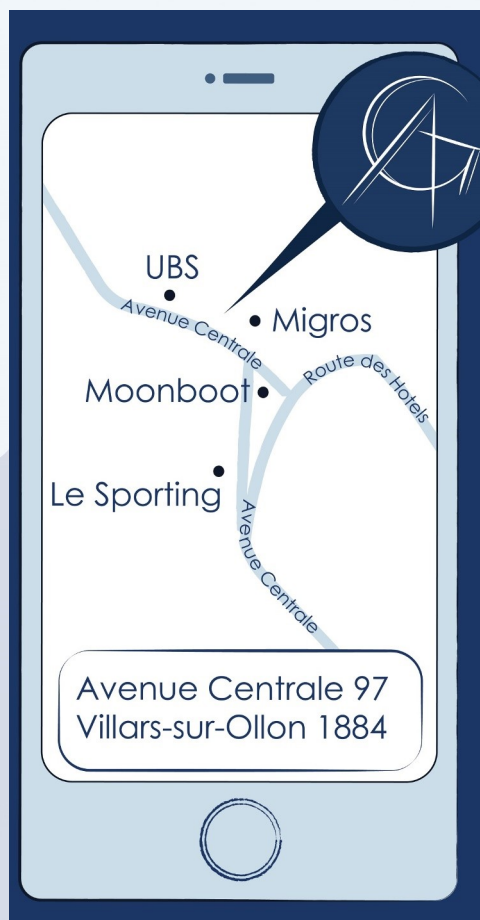 UBS
Avenue Centrale
Migros
Route des Hotels
Moonboot
Le Sporting
Avenue Centrale
Avenue Centrale 97
Villars-sur-Ollon 1884